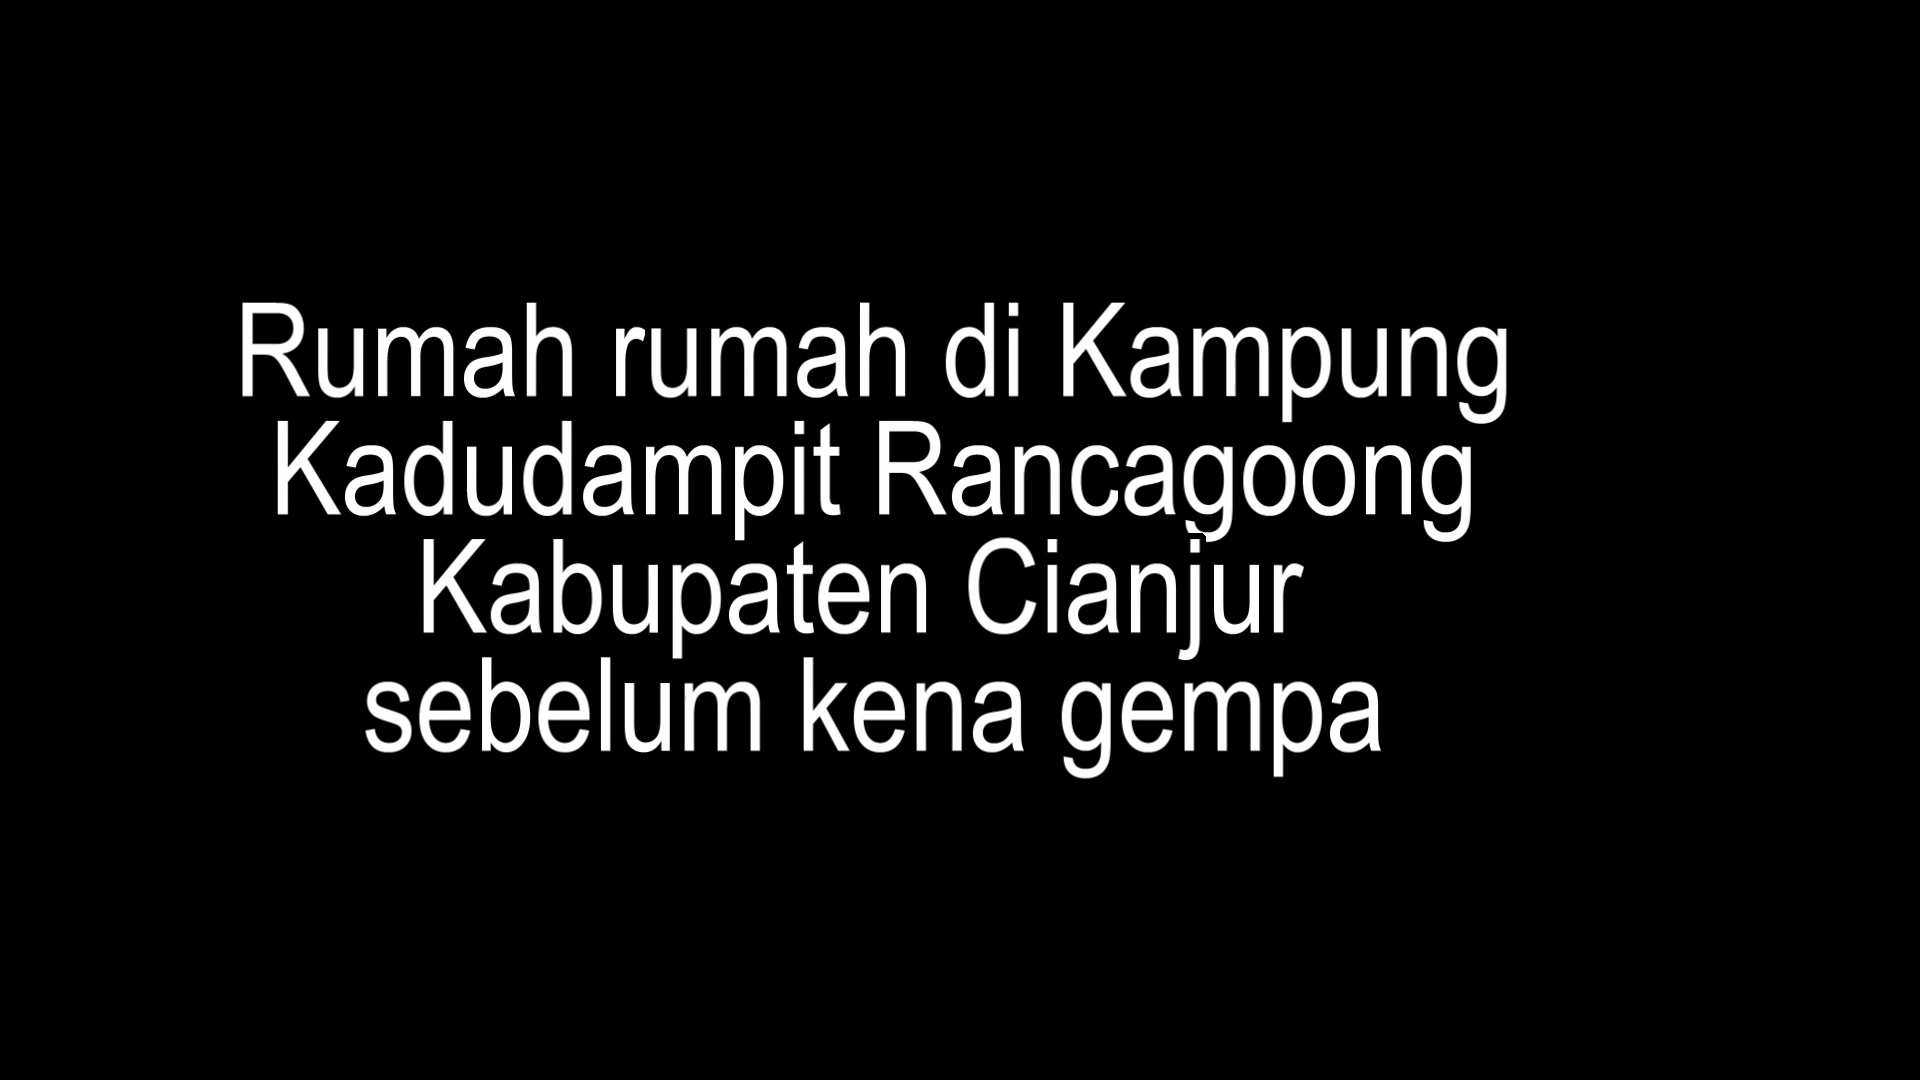 Rumah rumah di Kampung
Kadudampit Rancagoong
Kabupaten Cianjur
sebelum kena gempa